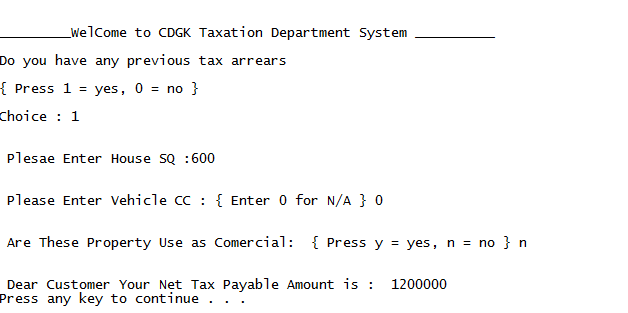 _________WelCome to CDGK Taxation Department System __________
Do you have any previous tax arrears
{ Press 1 = yes, 0 = no }
Choice : 1
Plesae Enter House SQ :600
Please Enter Vehicle CC : { Enter 0 for N/A } 0
Are These Property Use as Comercial:  { Press y = yes, n = no } n
Dear Customer Your Net Tax Payable Amount is :  1200000
Press any key to continue . . .